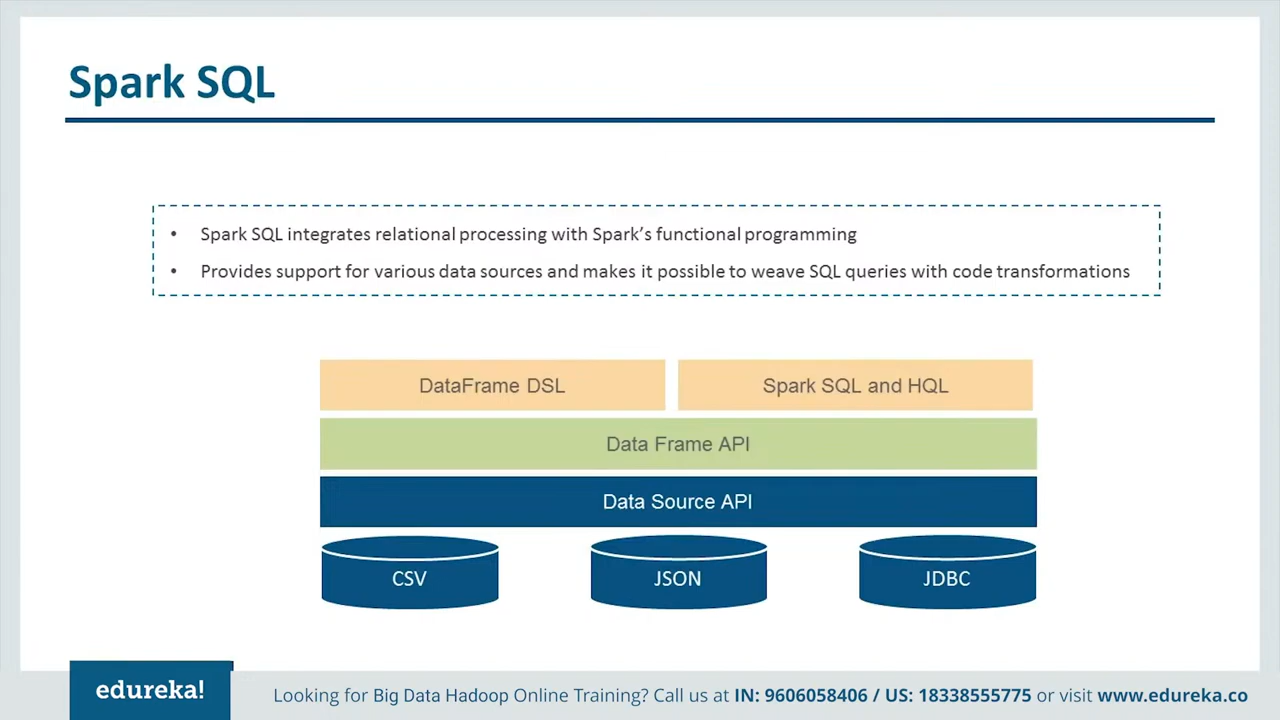 Spark SQL
• Spark SQL integrates relational processing with Spark's functional programming
• Provides support for various data sources and makes it possible to weave SQL queries with code transformations
DataFrame DSL
Spark SQL and HQL
Data Frame API
Data Source API
CSV
JSON
JDBC
edureka!
Looking for Big Data Hadoop Online Training? Call us at IN: 9606058406 / US: 18338555775 or visit www.edureka.co